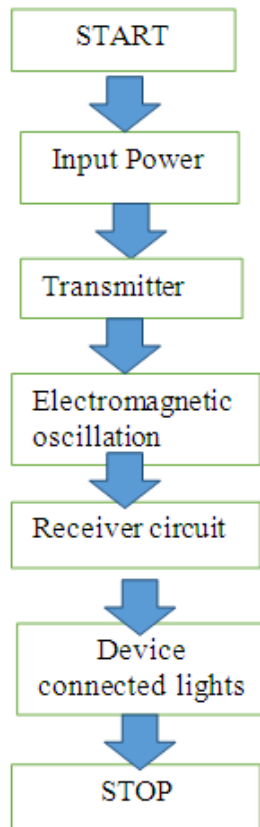 START
Input Power
Transmitter
Electromagnetic
oscillation
Receiver circuit
Device
connected lights
STOP